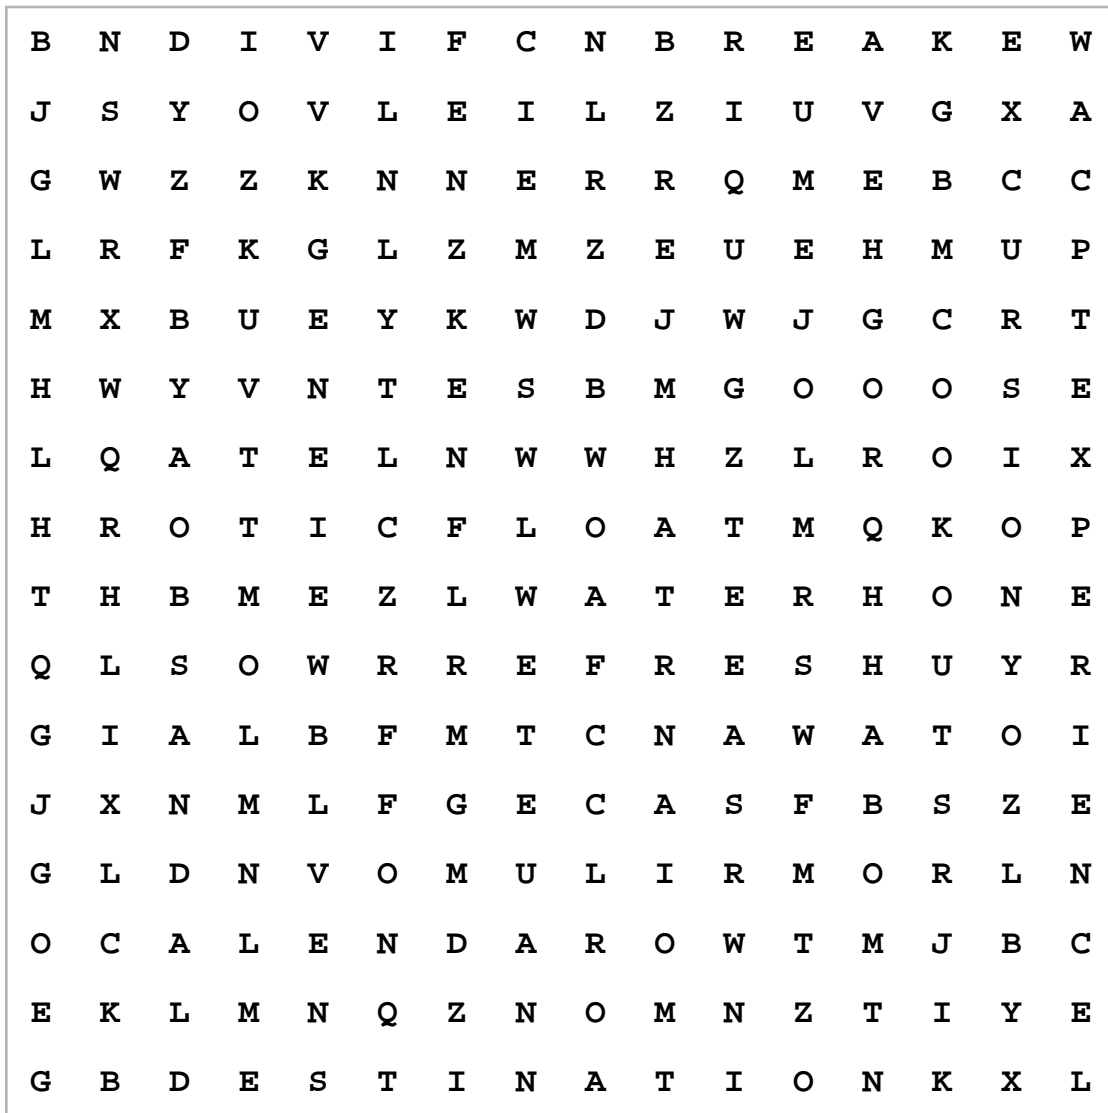 B N D I V I F C N B R E A K E W
J S Y O V L E I L Z I U V G X A
G W Z Z K N N E R R Q M E B C C
L R F K G L Z M Z E U E H M U P
M X B U E Y K W D J W J G C R T
H W Y V N T E S B M G O O O S E
L Q A T E L N W W H Z L R O I X
H R O T I C F L O A T M Q K O P
T H B M E Z L W A T E R H O N E
Q L S O W R R E F R E S H U Y R
G I A L B F M T C N A W A T O I
J X N M L F G E C A S F B S Z E
G L D N V O M U L I R M O R L N
O C A L E N D A R O W T M J B C
E K L M N Q Z N O M N Z T I Y E
G B D E S T I N A T I O N K X L